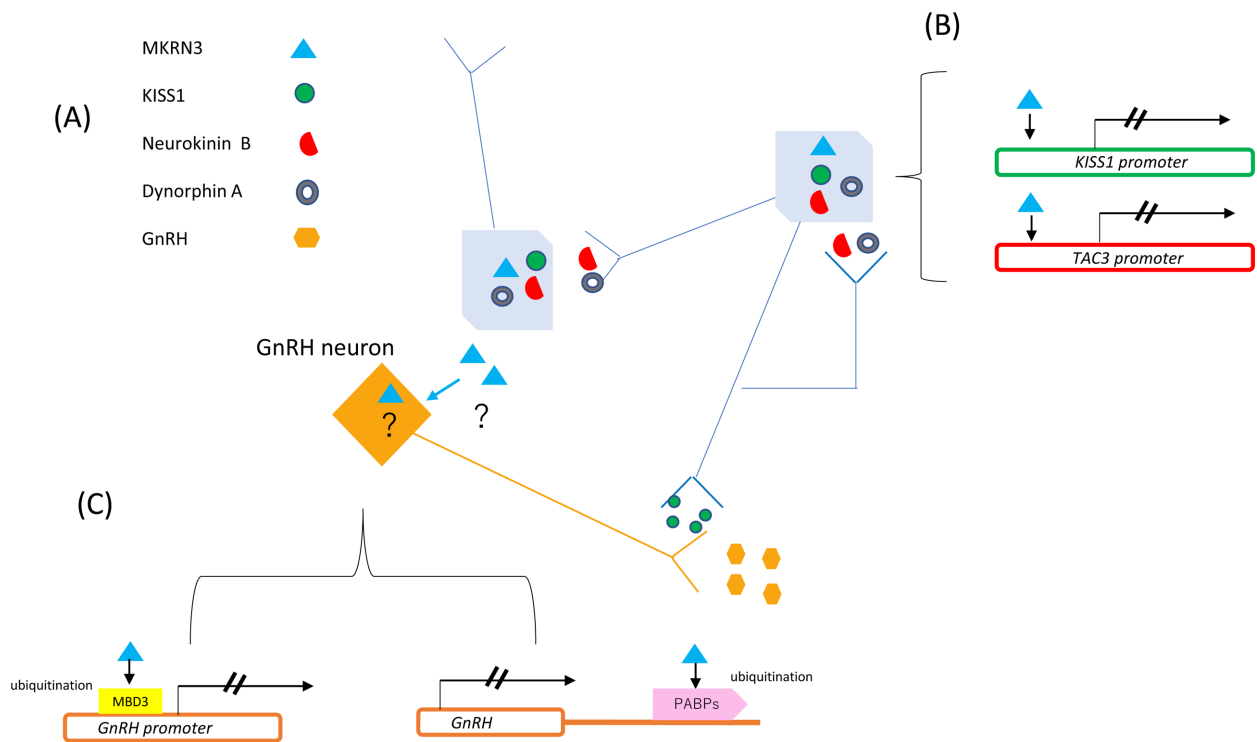 (A)
MKRN3
KISS1
Neurokinin B
Dynorphin A
GnRH
(B)
KISS1 promoter
TAC3 promoter
GnRH neuron
?
?
(C)
ubiquitination
MBD3
GnRH promoter
GnRH
PABPs
ubiquitination